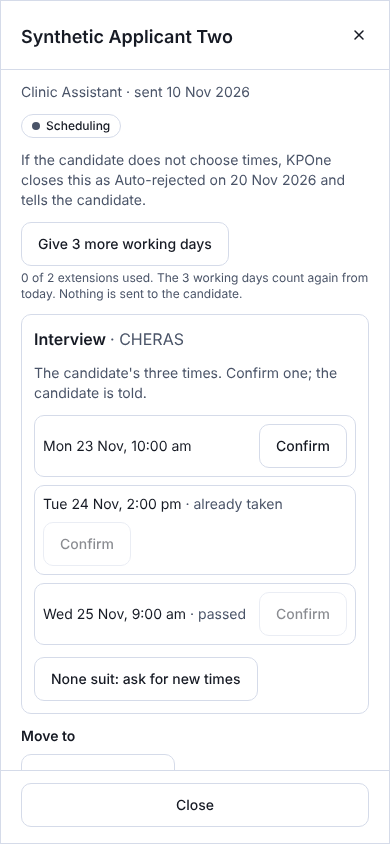 Synthetic Applicant Two
Clinic Assistant · sent 10 Nov 2026
Scheduling
If the candidate does not choose times, KPOne
closes this as Auto-rejected on 20 Nov 2026 and
tells the candidate.
Give 3 more working days
0 of 2 extensions used. The 3 working days count again from
today. Nothing is sent to the candidate.
Interview · CHERAS
The candidate's three times. Confirm one; the
candidate is told.
Mon 23 Nov, 10:00 am
Confirm
Tue 24 Nov, 2:00 pm · already taken
Confirm
Wed 25 Nov, 9:00 am · passed
Confirm
None suit: ask for new times
Move to
Close